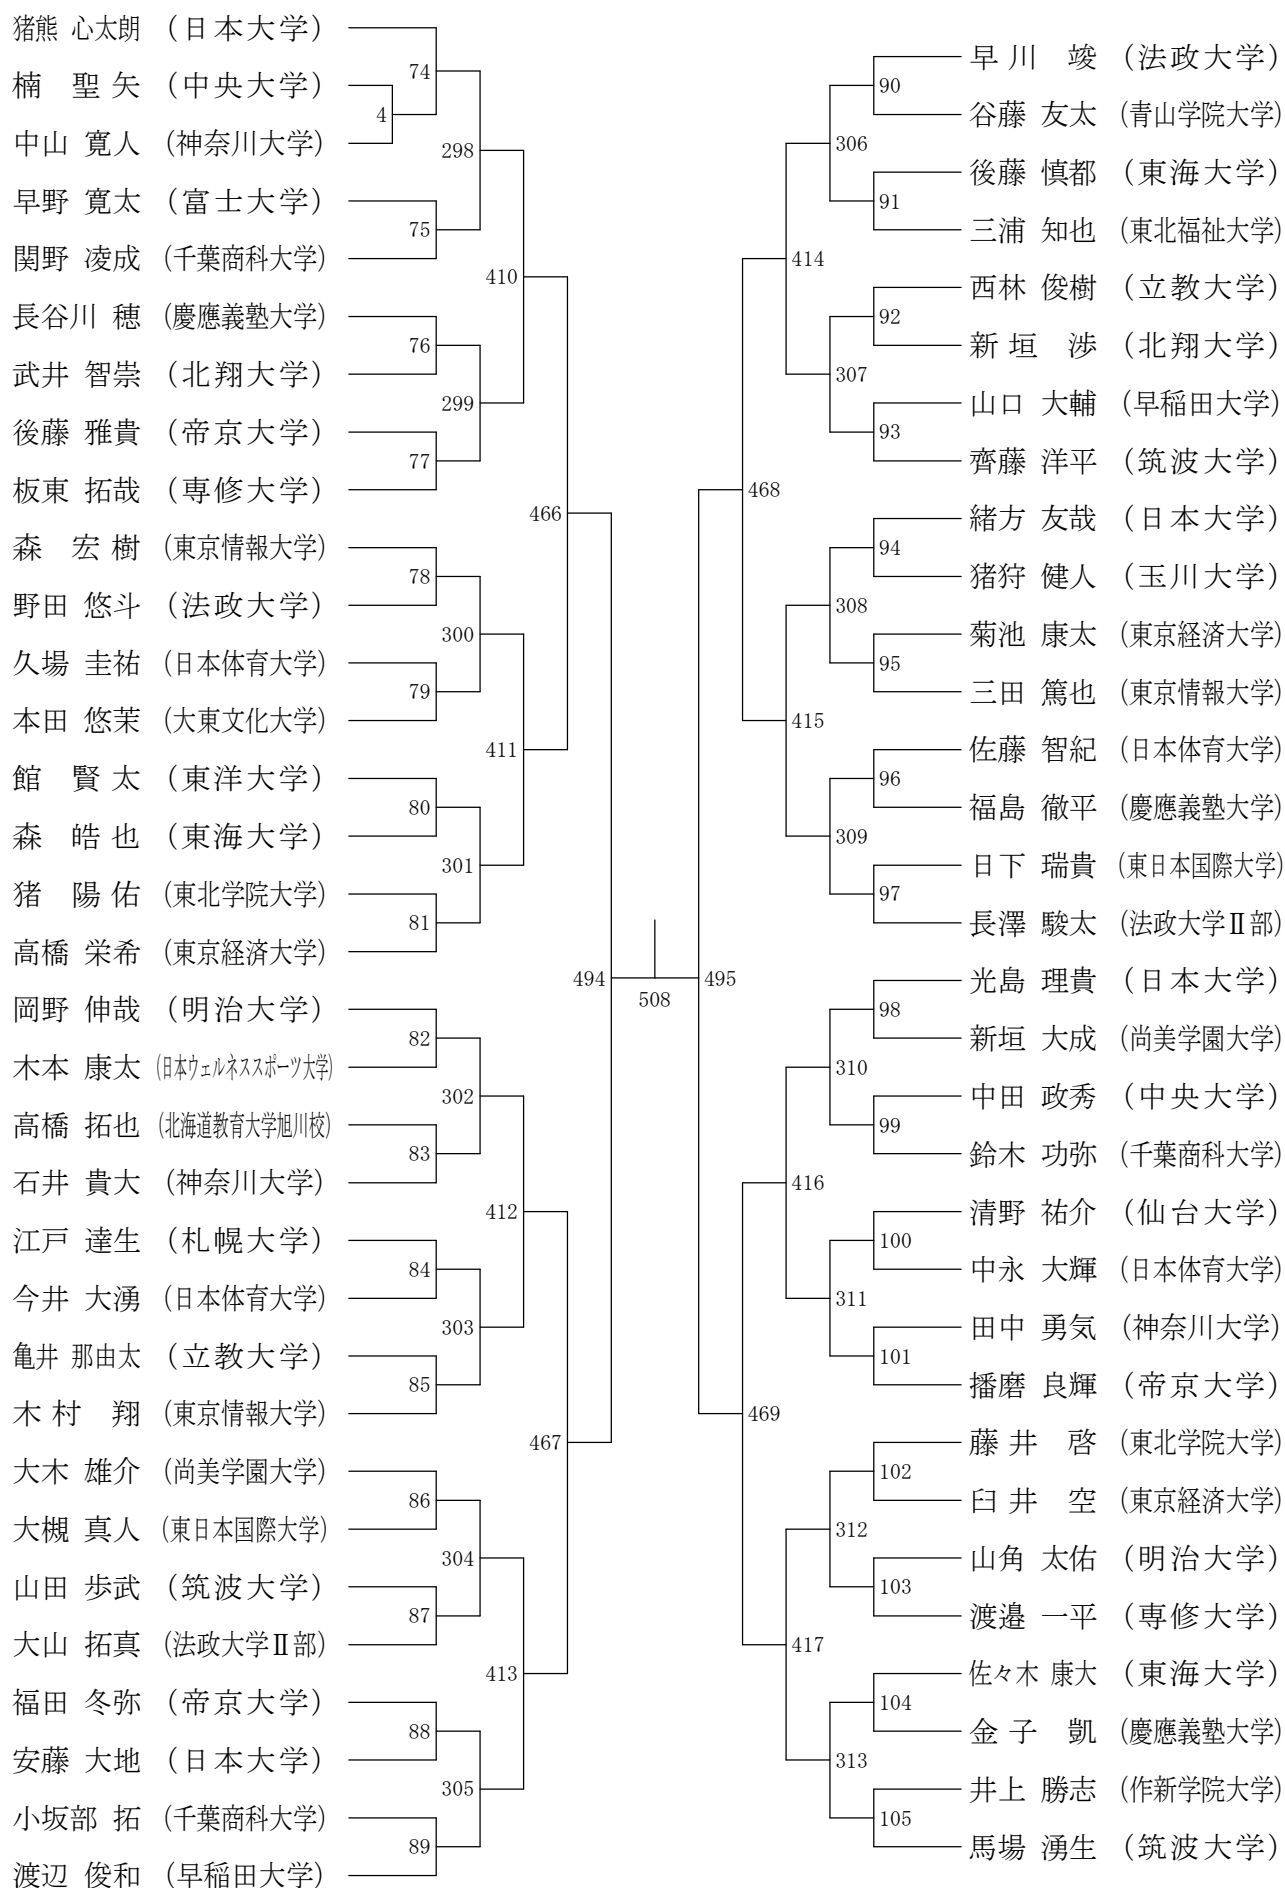 猪熊 心太朗 (日本大学)
楠 聖矢 (中央大学)
中山 寛人 (神奈川大学)
早野 寛太 (富士大学)
関野 凌成 (千葉商科大学)
長谷川 穂 (慶應義塾大学)
武井 智崇 (北翔大学)
後藤 雅貴 (帝京大学)
板東 拓哉 (専修大学)
森 宏樹 (東京情報大学)
野田 悠斗 (法政大学)
久場 圭祐 (日本体育大学)
本田 悠茉 (大東文化大学)
館 賢太 (東洋大学)
森 皓也 (東海大学)
猪 陽佑 (東北学院大学)
高橋 栄希 (東京経済大学)
岡野 伸哉 (明治大学)
木本 康太 (日本ウェルネススポーツ大学)
高橋 拓也 (北海道教育大学旭川校)
石井 貴大 (神奈川大学)
江戸 達生 (札幌大学)
今井 大湧 (日本体育大学)
亀井 那由太 (立教大学)
木村 翔 (東京情報大学)
大木 雄介 (尚美学園大学)
大槻 真人 (東日本国際大学)
山田 歩武 (筑波大学)
大山 拓真 (法政大学Ⅱ部)
福田 冬弥 (帝京大学)
安藤 大地 (日本大学)
小坂部 拓 (千葉商科大学)
渡辺 俊和 (早稲田大学)
4
74
75
76
77
78
79
80
81
82
83
84
85
86
87
88
89
298
299
300
301
302
303
304
305
410
411
412
413
466
467
494
508
495
468
469
414
415
416
417
306
307
308
309
310
311
312
313
90
91
92
93
94
95
96
97
98
99
100
101
102
103
104
105
早川 竣 (法政大学)
谷藤 友太 (青山学院大学)
後藤 慎都 (東海大学)
三浦 知也 (東北福祉大学)
西林 俊樹 (立教大学)
新垣 渉 (北翔大学)
山口 大輔 (早稲田大学)
齊藤 洋平 (筑波大学)
緒方 友哉 (日本大学)
猪狩 健人 (玉川大学)
菊池 康太 (東京経済大学)
三田 篤也 (東京情報大学)
佐藤 智紀 (日本体育大学)
福島 徹平 (慶應義塾大学)
日下 瑞貴 (東日本国際大学)
長澤 駿太 (法政大学Ⅱ部)
光島 理貴 (日本大学)
新垣 大成 (尚美学園大学)
中田 政秀 (中央大学)
鈴木 功弥 (千葉商科大学)
清野 祐介 (仙台大学)
中永 大輝 (日本体育大学)
田中 勇気 (神奈川大学)
播磨 良輝 (帝京大学)
藤井 啓 (東北学院大学)
臼井 空 (東京経済大学)
山角 太佑 (明治大学)
渡邉 一平 (専修大学)
佐々木 康大 (東海大学)
金子 凱 (慶應義塾大学)
井上 勝志 (作新学院大学)
馬場 湧生 (筑波大学)